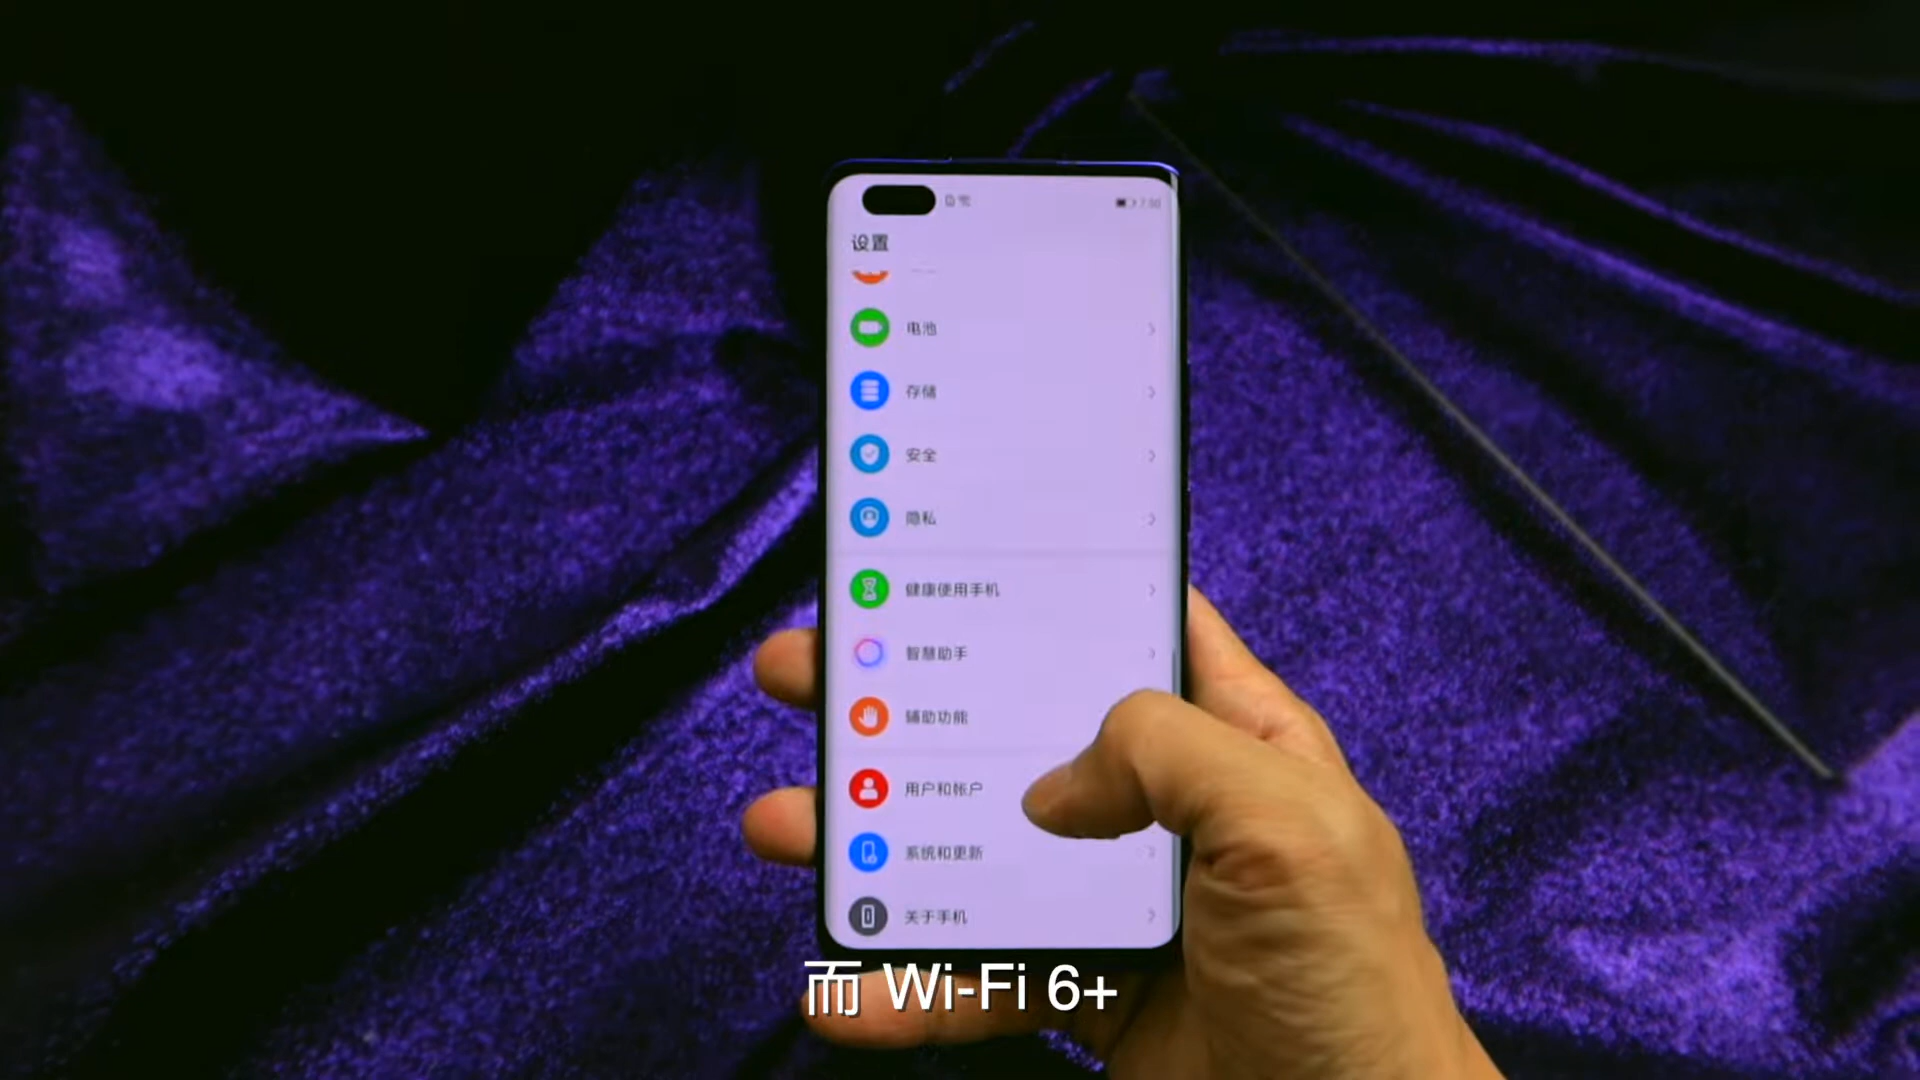 设置
电池
存储
安全
隐私
健康使用手机
智慧助手
辅助功能
用户和帐户
系统和更新
关于手机
而 Wi-Fi 6+